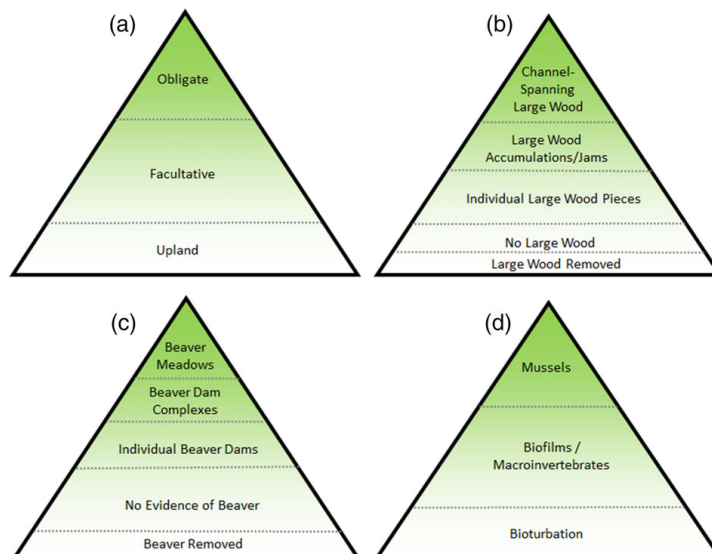 (a)
Obligate
Facultative
Upland
(b)
Channel-
Spanning
Large Wood
Large Wood
Accumulations/Jams
Individual Large Wood Pieces
No Large Wood
Large Wood Removed
(c)
Beaver
Meadows
Beaver Dam
Complexes
Individual Beaver Dams
No Evidence of Beaver
Beaver Removed
(d)
Mussels
Biofilms /
Macroinvertebrates
Bioturbation